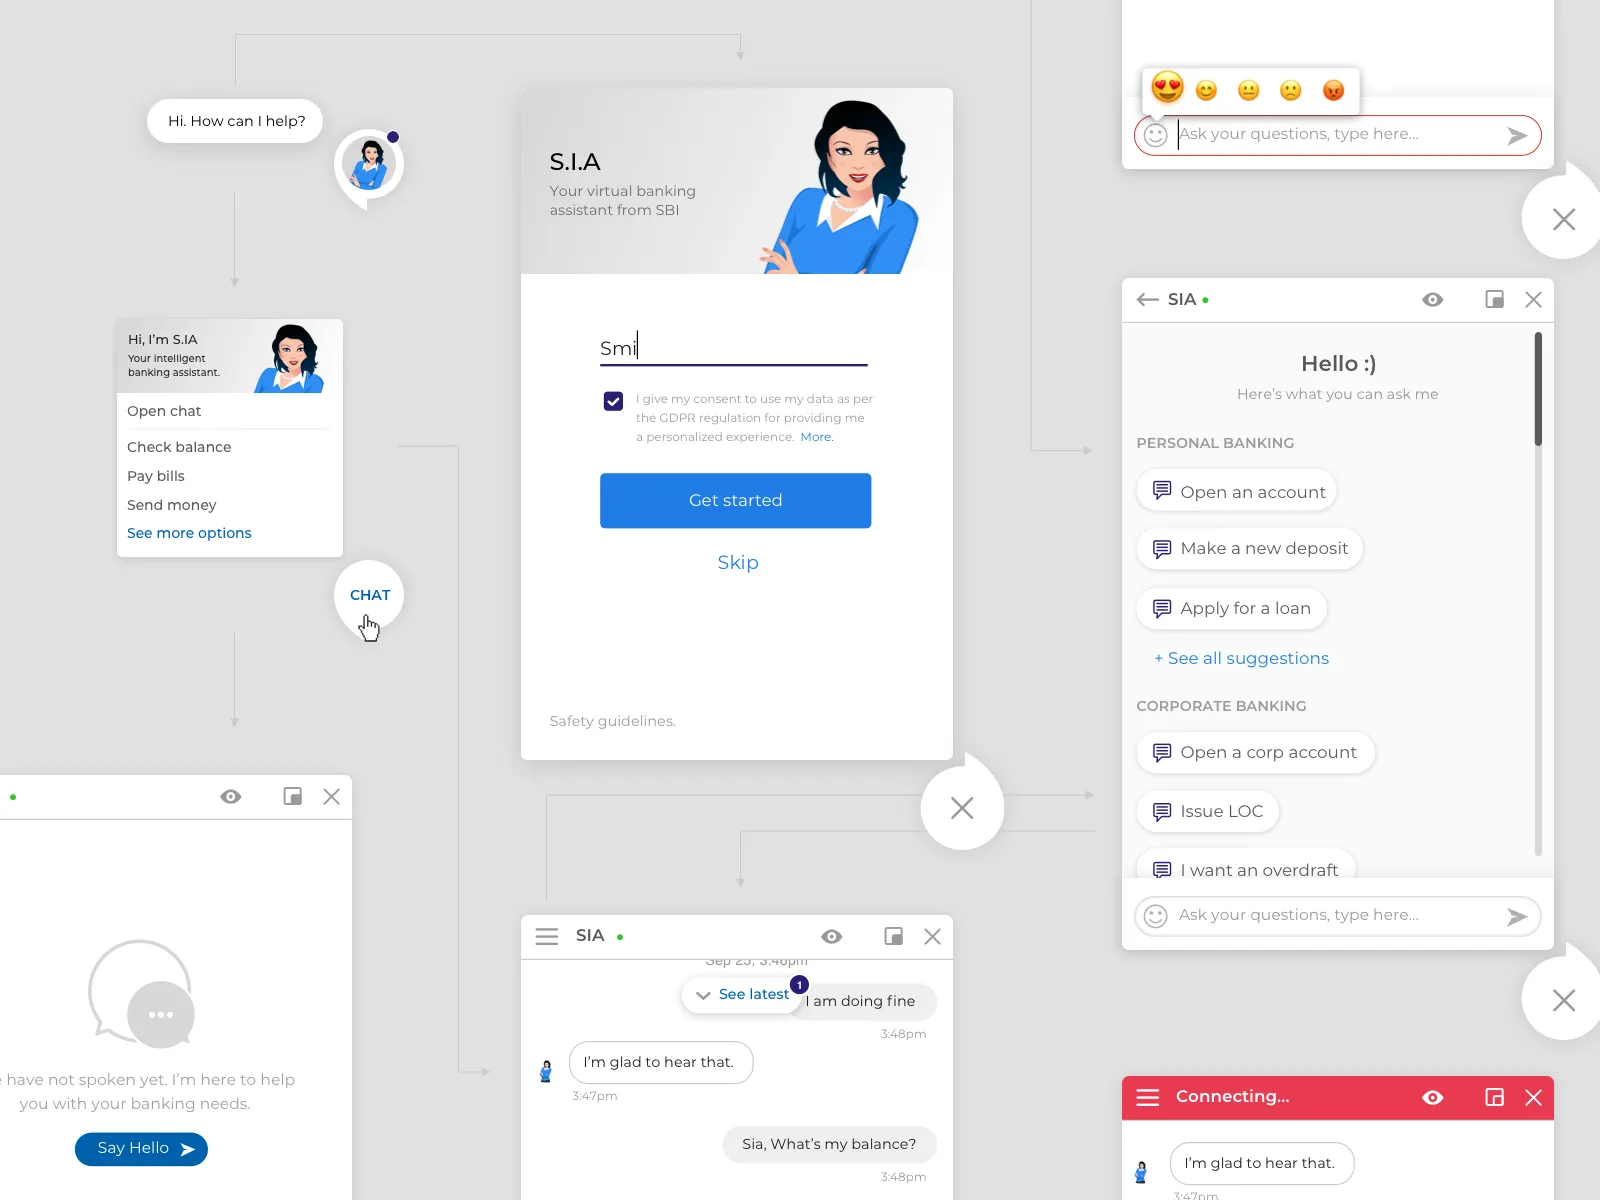 Hi. How can I help?
Hi, I'm S.IA
Your intelligent
banking assistant.
Open chat
Check balance
Pay bills
Send money
See more options
CHAT
have not spoken yet. I'm here to help
you with your banking needs.
Say Hello
S.I.A
Your virtual banking
assistant from SBI
Smi
I give my consent to use my data as per
the GDPR regulation for providing me
a personalized experience. More.
Get started
Skip
Safety guidelines.
SIA
Sep 25, 3:46pm
See latest
1
I am doing fine
3:48pm
I'm glad to hear that.
3:47pm
Sia, What's my balance?
3:48pm
Ask your questions, type here...
SIA
Hello :)
Here's what you can ask me
PERSONAL BANKING
Open an account
Make a new deposit
Apply for a loan
+ See all suggestions
CORPORATE BANKING
Open a corp account
Issue LOC
I want an overdraft
Ask your questions, type here...
Connecting...
I'm glad to hear that.
3:47pm